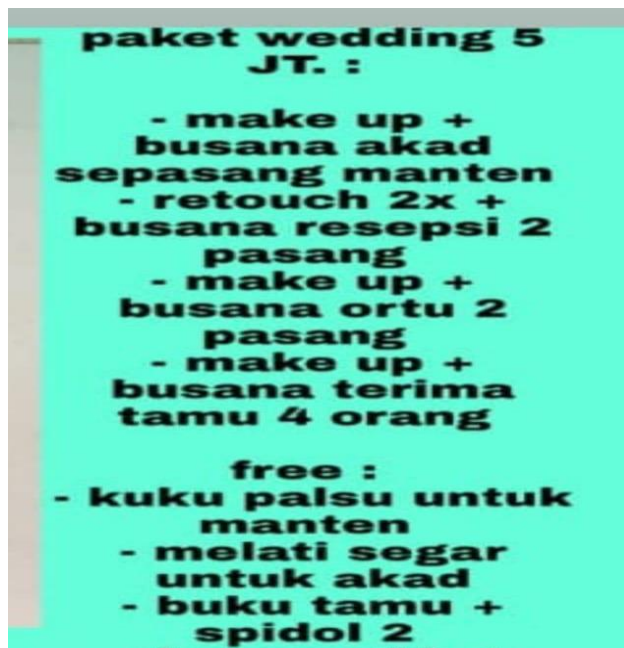 paket wedding 5
JT. :
- make up +
busana akad
sepasang manten
- retouch 2x +
busana resepsi 2
pasang
- make up +
busana ortu 2
pasang
- make up +
busana terima
tamu 4 orang
free :
- kuku palsu untuk
manten
- melati segar
untuk akad
- buku tamu +
spidol 2